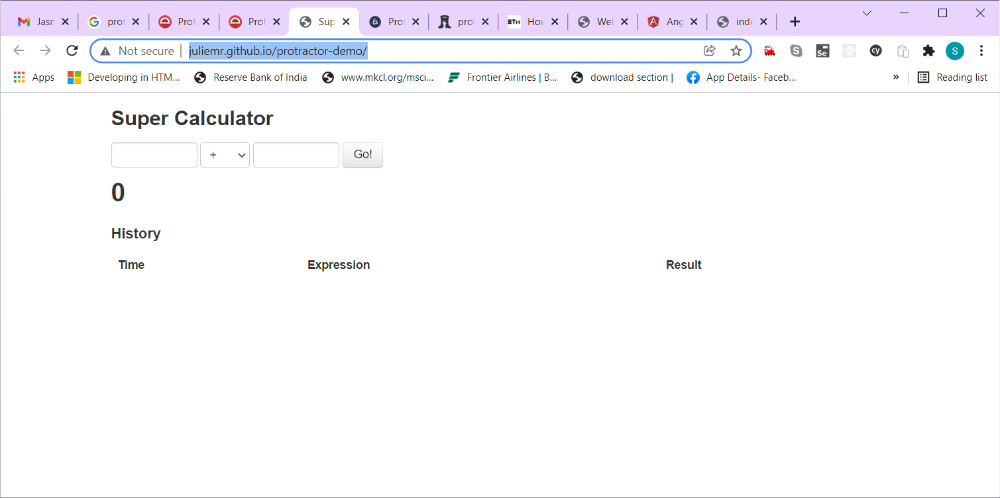 Jasn prot Prot Prot Sup Prot prot STH How Web Ang inde
Not secure | juliemr.github.io/protractor-demo/ Se cy S
Apps Developing in HTM... Reserve Bank of India www.mkcl.org/msci... Frontier Airlines | B... download section | App Details- Faceb... » Reading list
Super Calculator
+ Go!
0
History
Time Expression Result